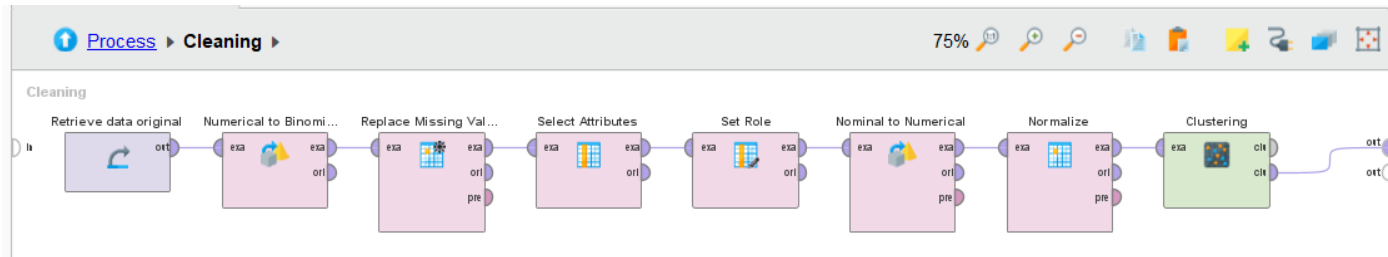 Process ▸ Cleaning ▸
75%
Cleaning
Retrieve data original
Numerical to Binomi...
Replace Missing Val...
Select Attributes
Set Role
Nominal to Numerical
Normalize
Clustering
out
exa exa
ori
exa exa
ori
pre
exa exa
ori
exa exa
ori
exa exa
ori
pre
exa exa
ori
pre
exa clu
clu
out
out